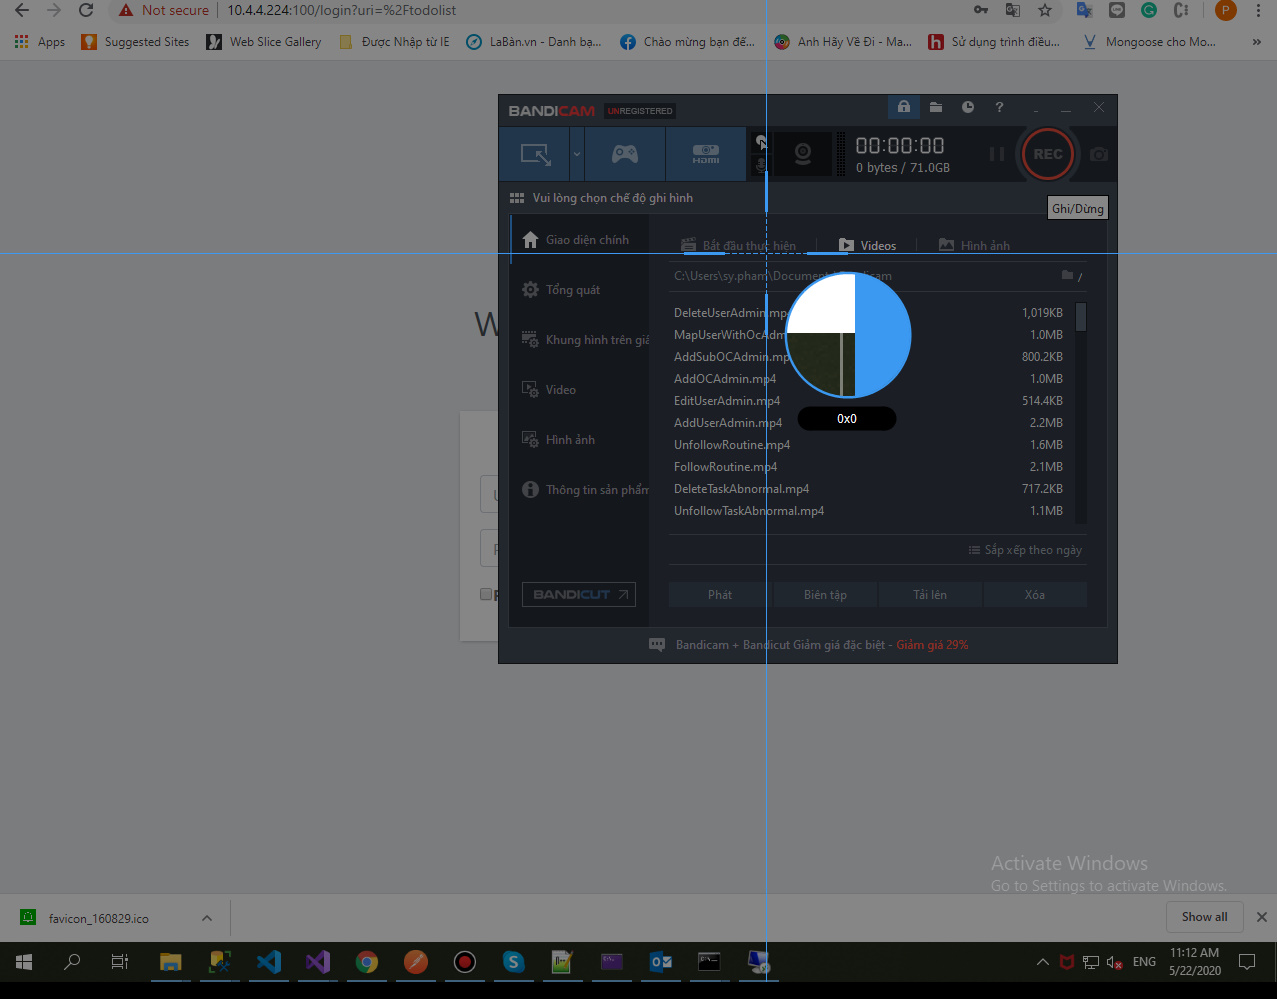 Not secure | 10.4.4.224:100/login?uri=%2Ftodolist
P
Apps Suggested Sites Web Slice Gallery Được Nhập từ IE LaBàn.vn - Danh bạ... Chào mừng bạn đế... Anh Hãy Về Đi - Ma... Sử dụng trình điều... Mongoose cho Mo... »
BANDICAM UNREGISTERED
?
HDMI
00:00:00
0 bytes / 71.0GB
REC
Vui lòng chọn chế độ ghi hình
Ghi/Dừng
Giao diện chính
Tổng quát
Khung hình trên giá
Video
Hình ảnh
Thông tin sản phẩm
BANDICUT
Bắt đầu thực hiện Videos Hình ảnh
C:\Users\sy.pham\Document
DeleteUserAdmin.mp 1,019KB
MapUserWithOcAdm 1.0MB
AddSubOCAdmin.mp 800.2KB
AddOCAdmin.mp4 1.0MB
EditUserAdmin.mp4 514.4KB
AddUserAdmin.mp4 2.2MB
UnfollowRoutine.mp4 1.6MB
FollowRoutine.mp4 2.1MB
DeleteTaskAbnormal.mp4 717.2KB
UnfollowTaskAbnormal.mp4 1.1MB
0x0
Sắp xếp theo ngày
Phát Biên tập Tải lên Xóa
Bandicam + Bandicut Giảm giá đặc biệt - Giảm giá 29%
W
Activate Windows
Go to Settings to activate Windows.
favicon_160829.ico
Show all
ENG
11:12 AM
5/22/2020